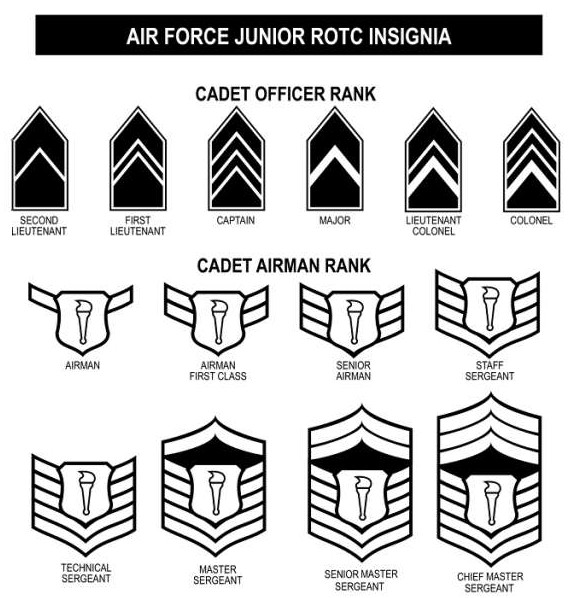 AIR FORCE JUNIOR ROTC INSIGNIA
CADET OFFICER RANK
SECOND
LIEUTENANT
FIRST
LIEUTENANT
CAPTAIN
MAJOR
LIEUTENANT
COLONEL
COLONEL
CADET AIRMAN RANK
AIRMAN
AIRMAN
FIRST CLASS
SENIOR
AIRMAN
STAFF
SERGEANT
TECHNICAL
SERGEANT
MASTER
SERGEANT
SENIOR MASTER
SERGEANT
CHIEF MASTER
SERGEANT